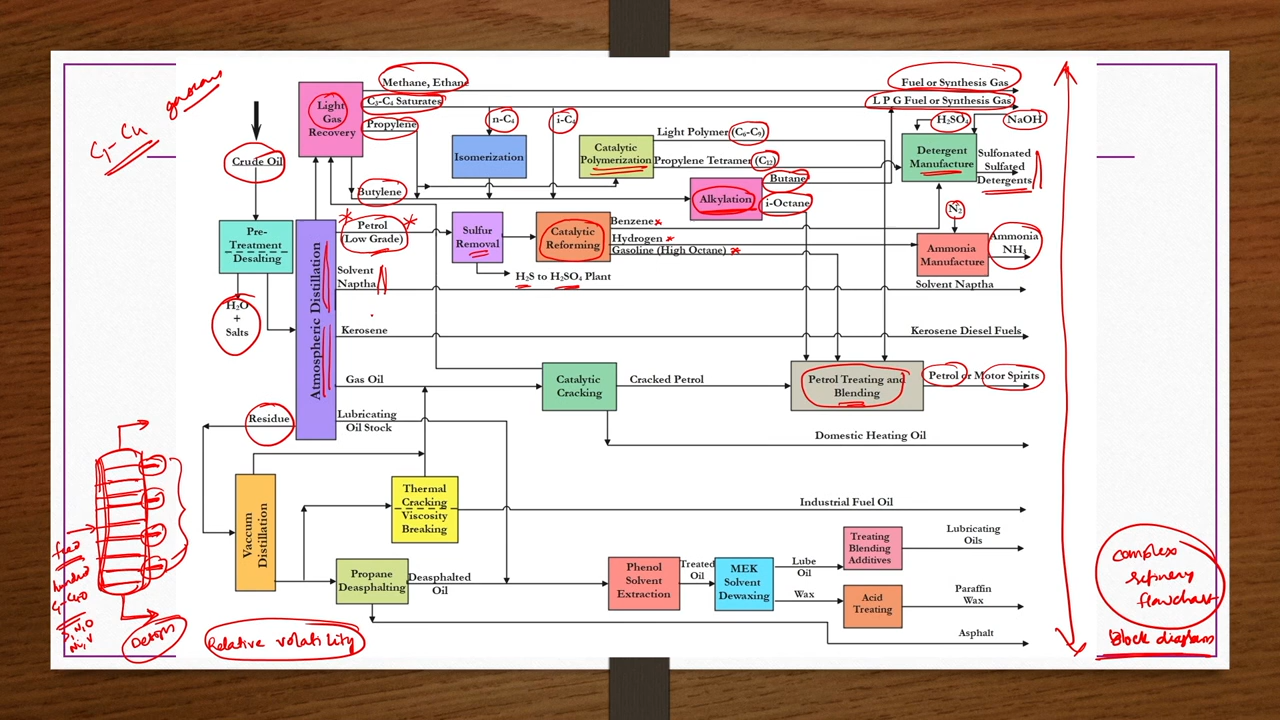 C1-C4 gaseous
Crude Oil
Light
Gas
Recovery
Methane, Ethane
C3-C4 Saturates
Propylene
Butylene
n-C4
i-C4
Isomerization
Catalytic
Polymerization
Light Polymer (C6-C9)
Propylene Tetramer (C12)
Alkylation
Butane
i-Octane
Fuel or Synthesis Gas
L P G Fuel or Synthesis Gas
H2SO4
NaOH
Detergent
Manufacture
Sulfonated
Sulfated
Detergents
N2
Ammonia
Manufacture
Ammonia
NH3
Pre-
Treatment
Desalting
H2O
+
Salts
Atmospheric Distillation
Petrol
(Low Grade)
Sulfur
Removal
H2S to H2SO4 Plant
Catalytic
Reforming
Benzene
Hydrogen
Gasoline (High Octane)
Solvent
Naptha
Solvent Naptha
Kerosene
Kerosene Diesel Fuels
Gas Oil
Catalytic
Cracking
Cracked Petrol
Petrol Treating and
Blending
Petrol or Motor Spirits
Domestic Heating Oil
Residue
Lubricating
Oil Stock
Vaccum
Distillation
Thermal
Cracking
Viscosity
Breaking
Industrial Fuel Oil
Propane
Deasphalting
Deasphalted
Oil
Phenol
Solvent
Extraction
Treated
Oil
MEK
Solvent
Dewaxing
Lube
Oil
Wax
Treating
Blending
Additives
Acid
Treating
Lubricating
Oils
Paraffin
Wax
Asphalt
feed
Relative volatility
complex
refinery
flowchart
block diagram